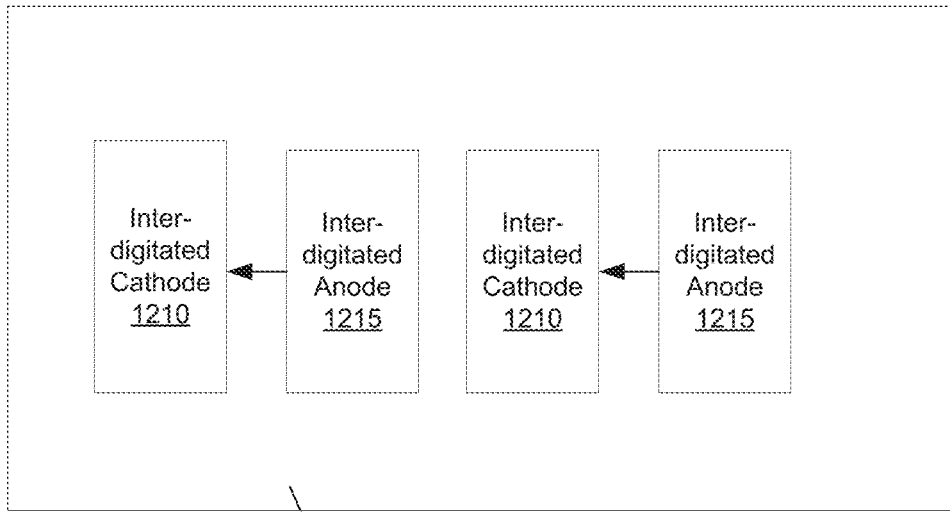 Inter-
digitated
Cathode
1210
Inter-
digitated
Anode
1215
Inter-
digitated
Cathode
1210
Inter-
digitated
Anode
1215